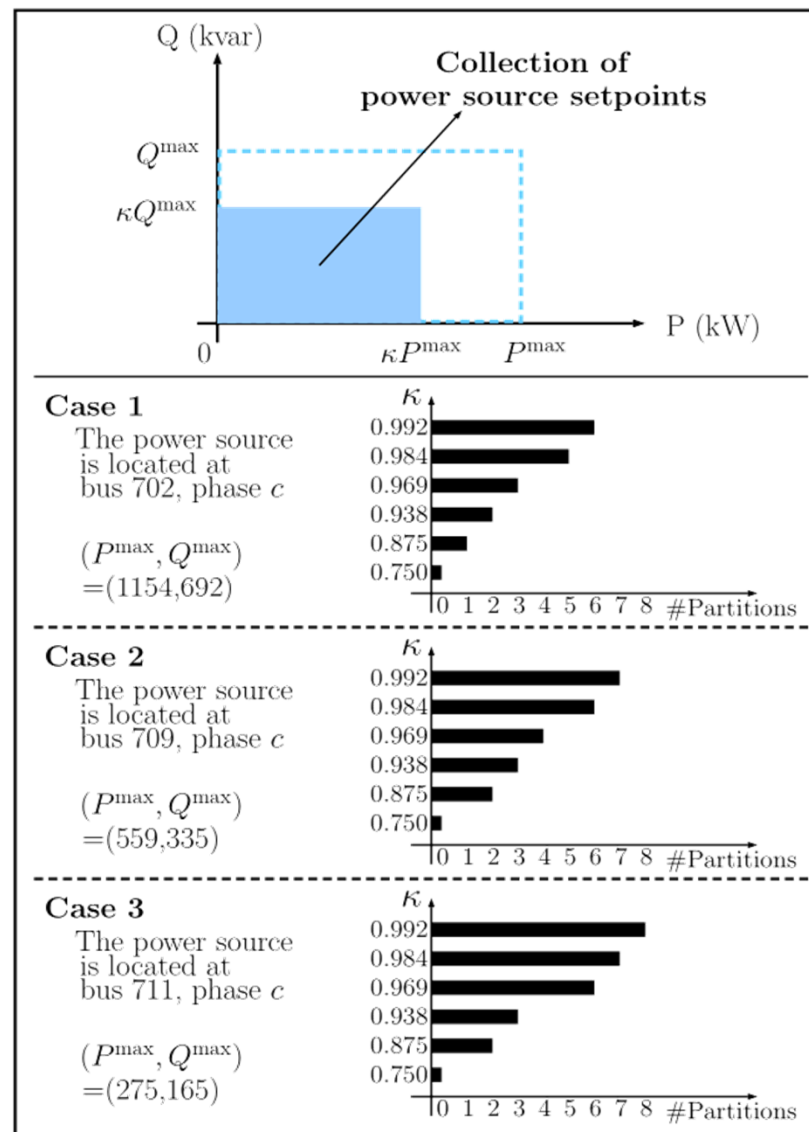 Q (kvar)
Collection of
power source setpoints
Q^max
κQ^max
P (kW)
0
κP^max
P^max
Case 1
The power source
is located at
bus 702, phase c
(P^max, Q^max)
=(1154,692)
κ
0.992
0.984
0.969
0.938
0.875
0.750
0 1 2 3 4 5 6 7 8 #Partitions
Case 2
The power source
is located at
bus 709, phase c
(P^max, Q^max)
=(559,335)
κ
0.992
0.984
0.969
0.938
0.875
0.750
0 1 2 3 4 5 6 7 8 #Partitions
Case 3
The power source
is located at
bus 711, phase c
(P^max, Q^max)
=(275,165)
κ
0.992
0.984
0.969
0.938
0.875
0.750
0 1 2 3 4 5 6 7 8 #Partitions